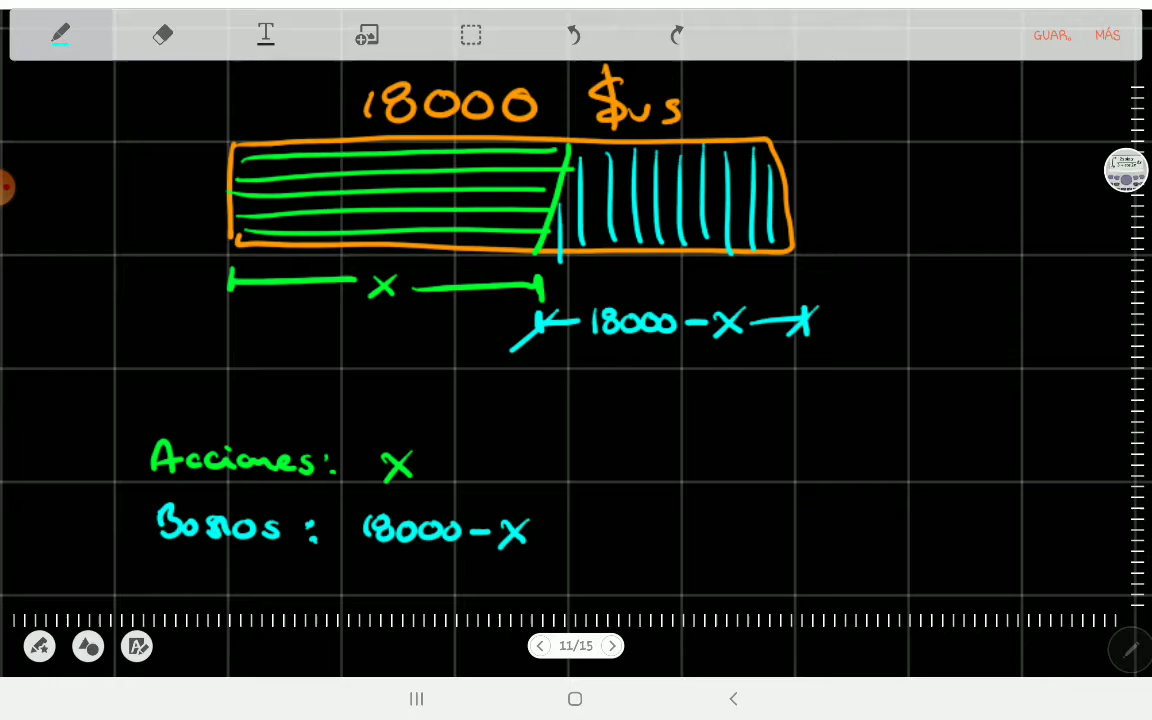 GUAR. MÁS
18000 $us
X
18000-X
Acciones: X
Bonos: 18000-X
11/15